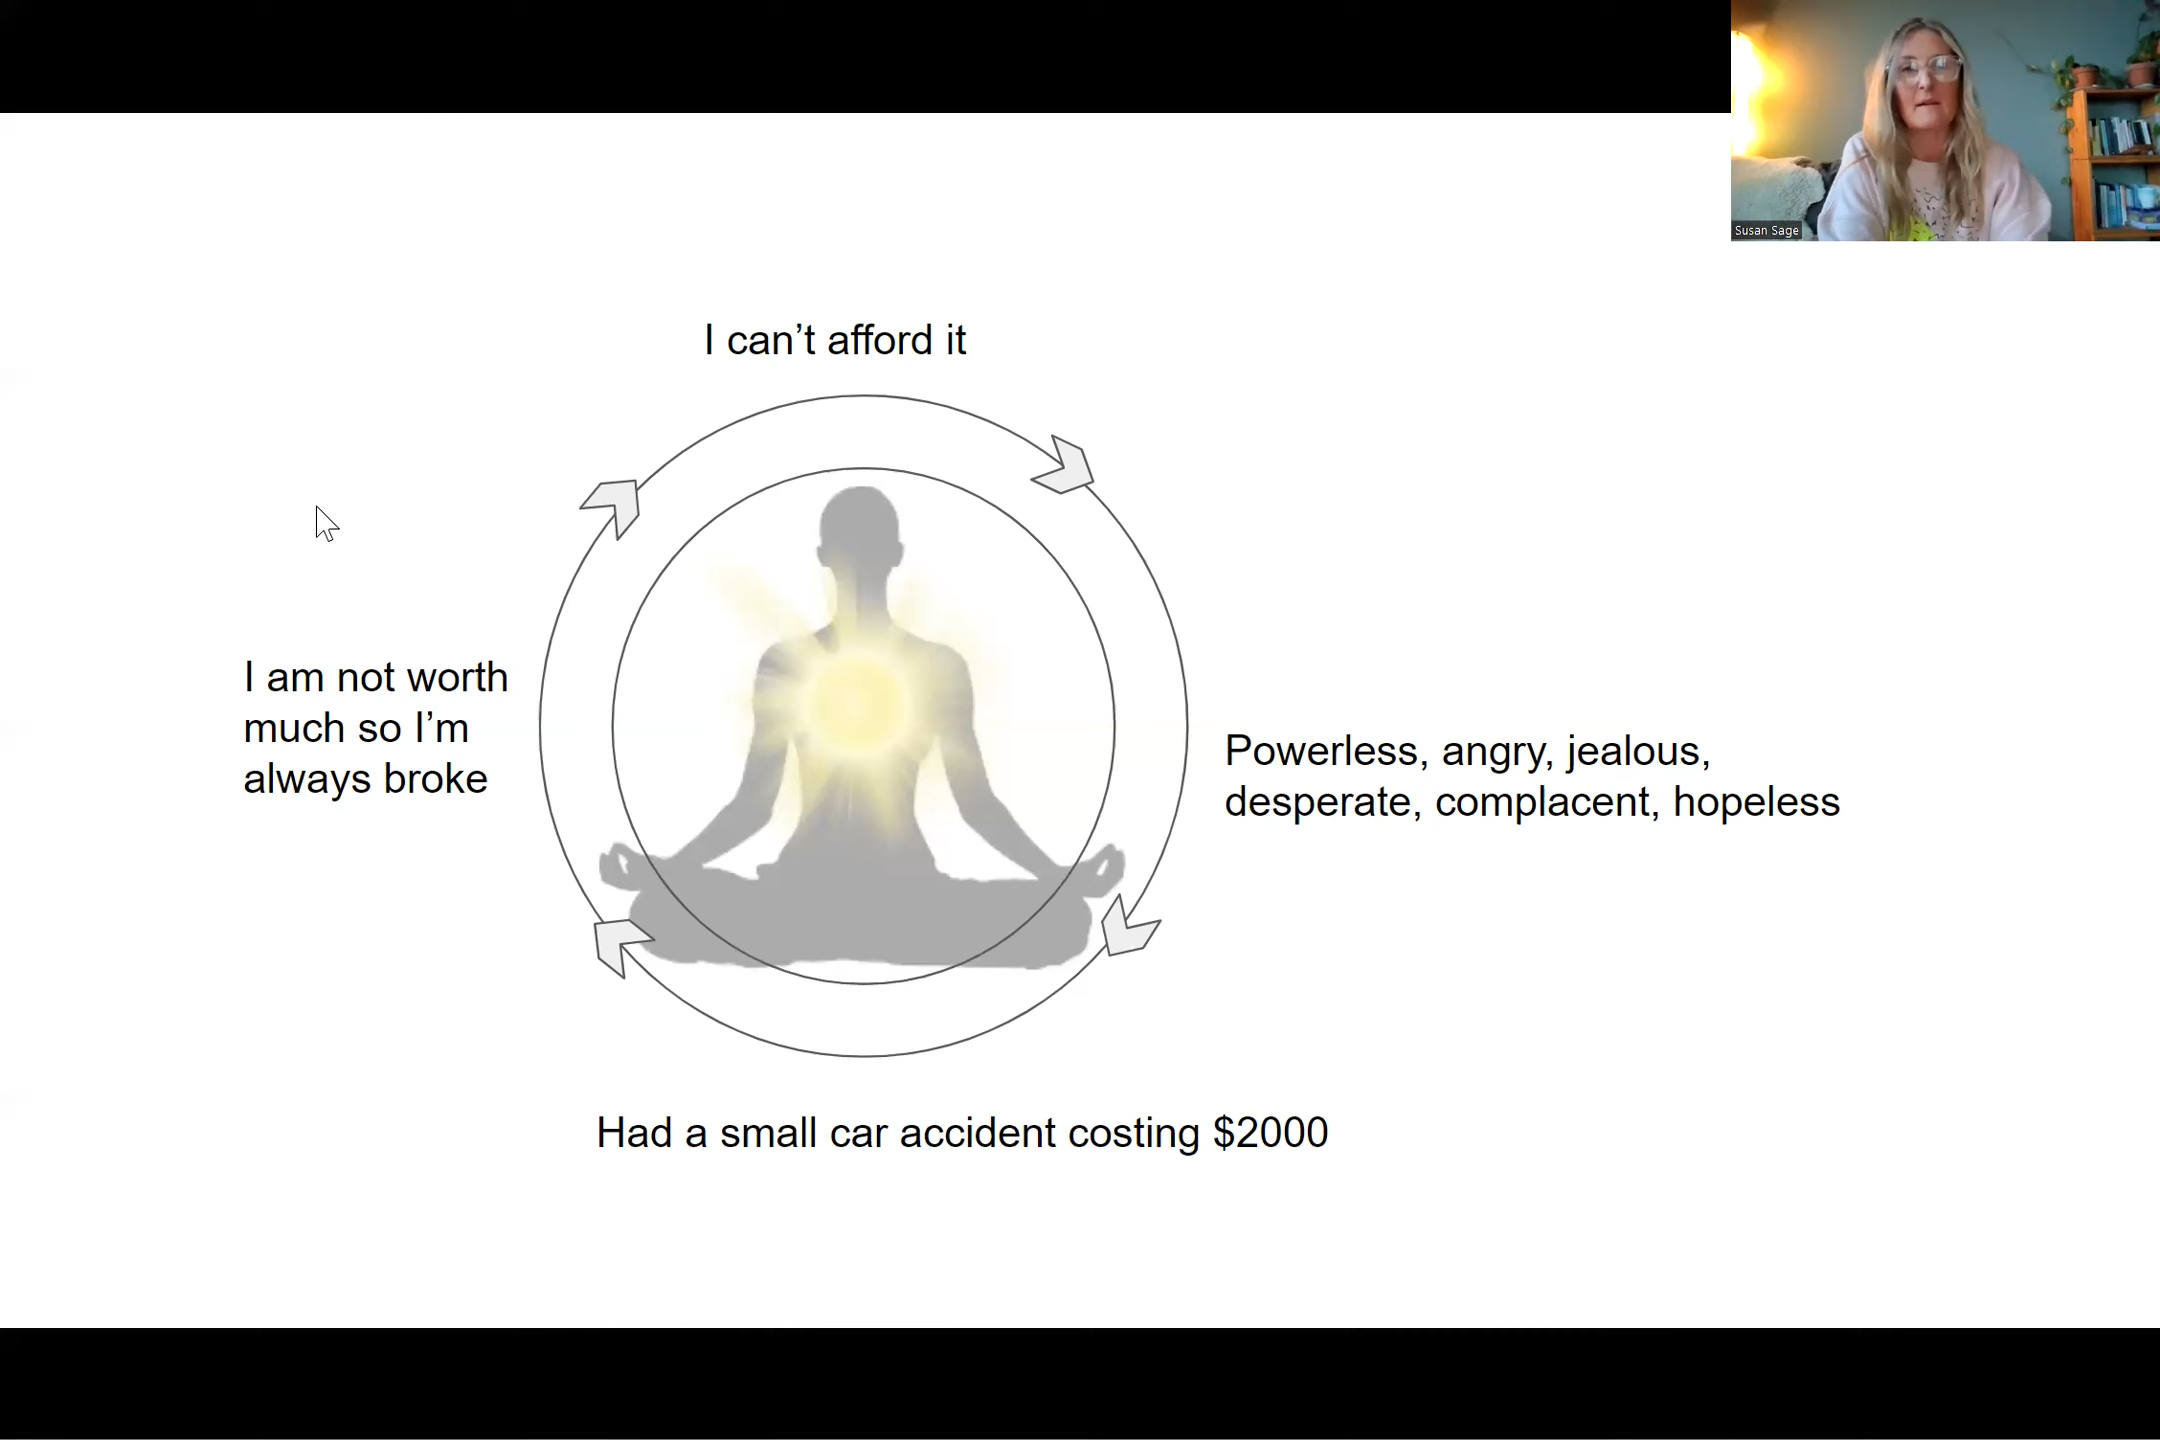 Susan Sage
I can’t afford it
I am not worth
much so I’m
always broke
Powerless, angry, jealous,
desperate, complacent, hopeless
Had a small car accident costing $2000